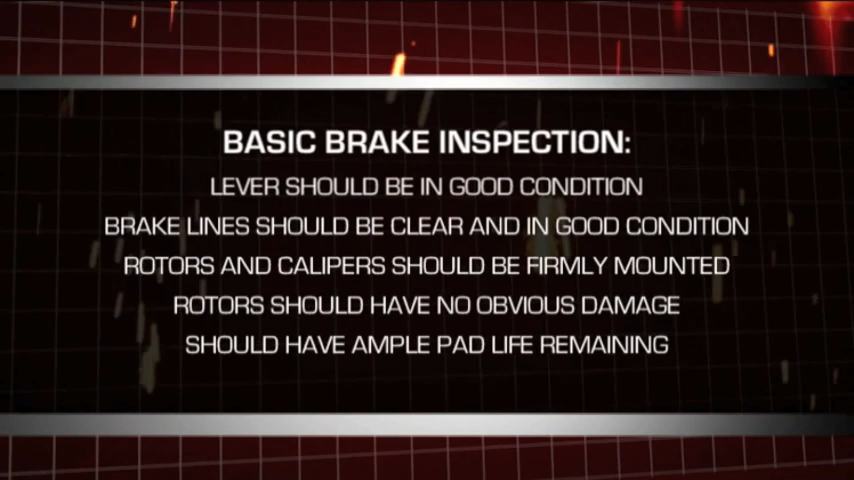 BASIC BRAKE INSPECTION:
LEVER SHOULD BE IN GOOD CONDITION
BRAKE LINES SHOULD BE CLEAR AND IN GOOD CONDITION
ROTORS AND CALIPERS SHOULD BE FIRMLY MOUNTED
ROTORS SHOULD HAVE NO OBVIOUS DAMAGE
SHOULD HAVE AMPLE PAD LIFE REMAINING